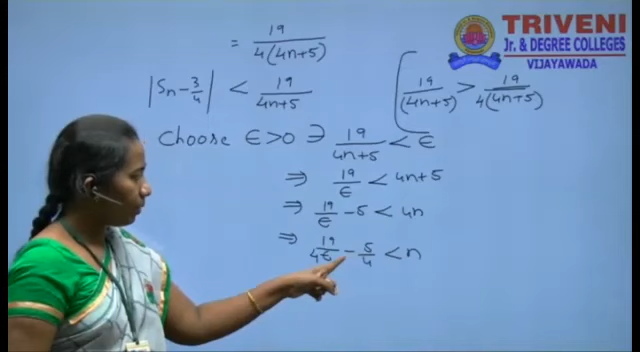 TRIVENI
Jr. & DEGREE COLLEGES
VIJAYAWADA
= 19/4(4n+5)
|Sn - 3/4| < 19/4n+5
19/(4n+5) > 19/4(4n+5)
Choose ϵ>0 ∋ 19/4n+5 < ϵ
⇒ 19/ϵ < 4n+5
⇒ 19/ϵ - 5 < 4n
⇒ 19/4ϵ - 5/4 < n